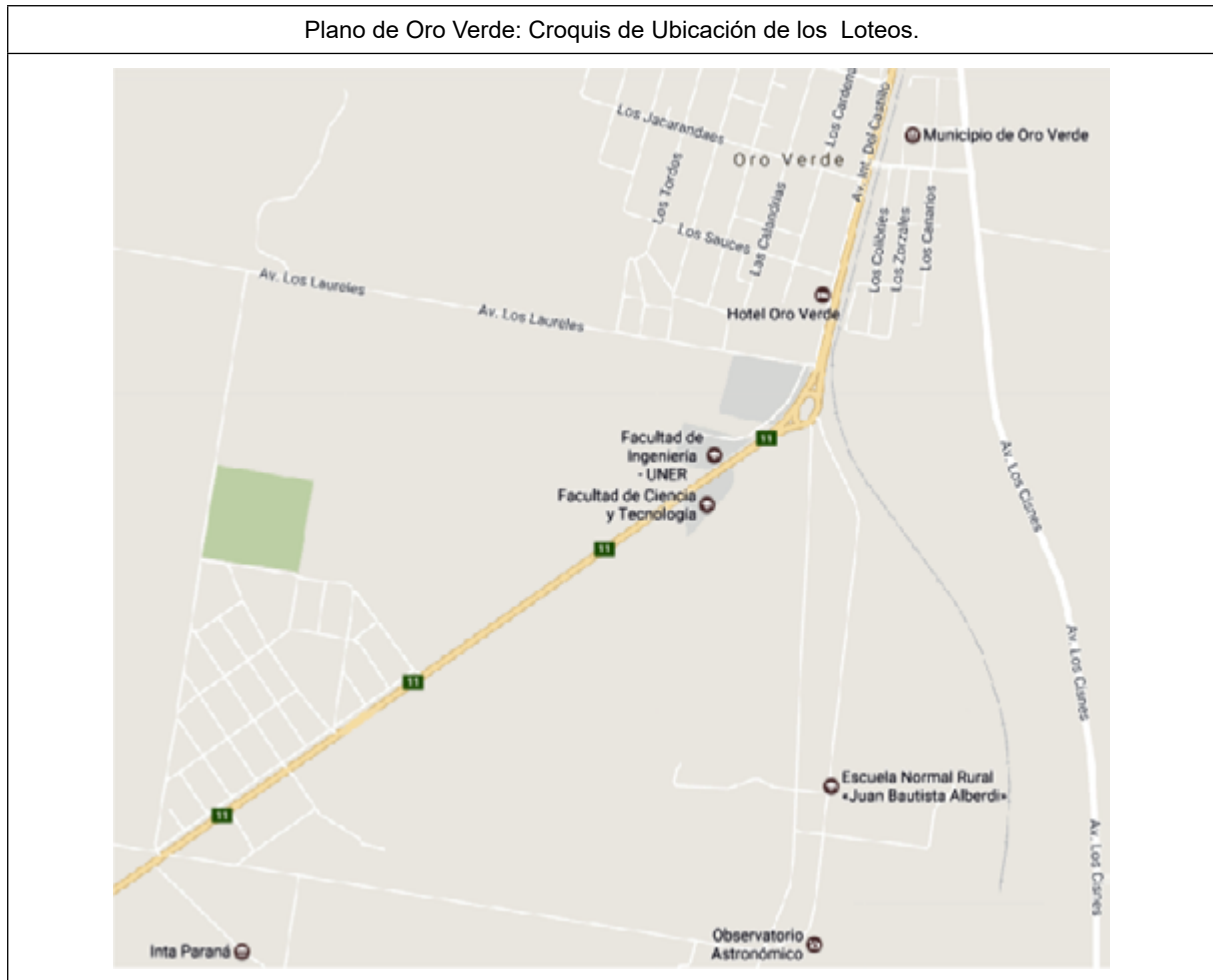 Plano de Oro Verde: Croquis de Ubicación de los Loteos.
Los Jacarandaes
Los Cardena
Av. Int. Del Castillo
Municipio de Oro Verde
Oro Verde
Los Tordos
Las Calandrias
Los Sauces
Los Colibries
Los Zorzales
Los Canarios
Av. Los Laureles
Av. Los Laureles
Hotel Oro Verde
11
Facultad de
Ingeniería
- UNER
Facultad de Ciencia
y Tecnología
Av. Los Cisnes
11
Av. Los Cisnes
11
Escuela Normal Rural
«Juan Bautista Alberdi»
11
Av. Los Cisnes
Inta Paraná
Observatorio
Astronómico